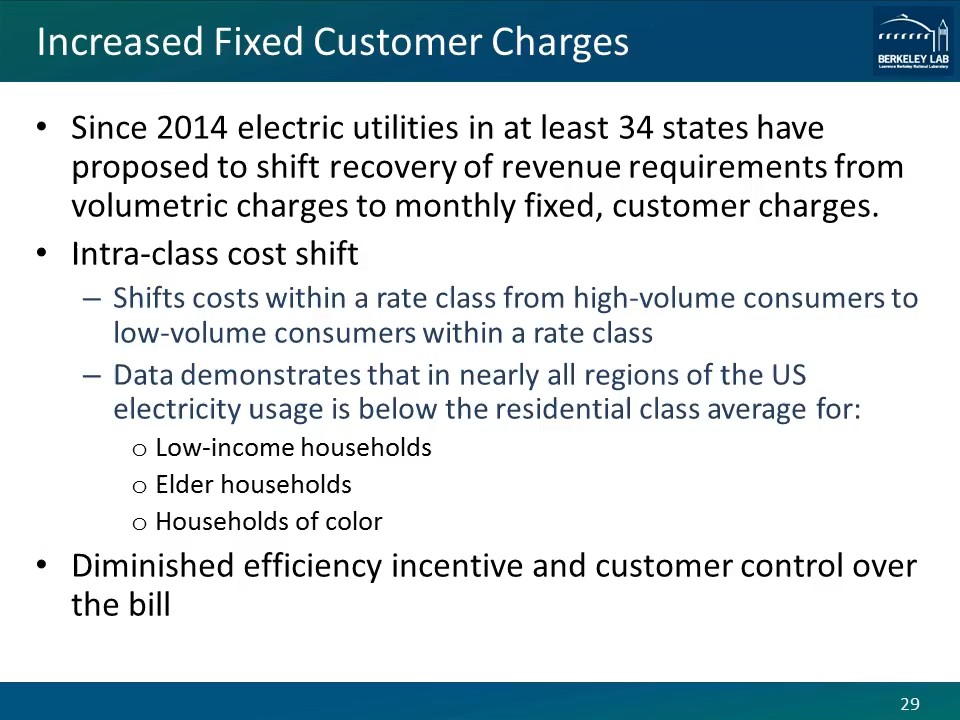 Increased Fixed Customer Charges
BERKELEY LAB
Lawrence Berkeley National Laboratory
• Since 2014 electric utilities in at least 34 states have
proposed to shift recovery of revenue requirements from
volumetric charges to monthly fixed, customer charges.
• Intra-class cost shift
– Shifts costs within a rate class from high-volume consumers to
low-volume consumers within a rate class
– Data demonstrates that in nearly all regions of the US
electricity usage is below the residential class average for:
o Low-income households
o Elder households
o Households of color
• Diminished efficiency incentive and customer control over
the bill
29